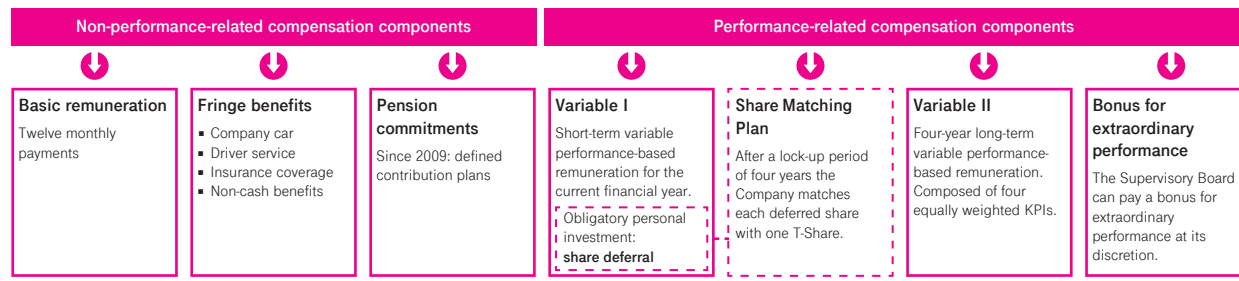 Non-performance-related compensation components
Performance-related compensation components
Basic remuneration
Twelve monthly
payments
Fringe benefits
▪ Company car
▪ Driver service
▪ Insurance coverage
▪ Non-cash benefits
Pension
commitments
Since 2009: defined
contribution plans
Variable I
Short-term variable
performance-based
remuneration for the
current financial year.
Obligatory personal
investment:
share deferral
Share Matching
Plan
After a lock-up period
of four years the
Company matches
each deferred share
with one T-Share.
Variable II
Four-year long-term
variable performance-
based remuneration.
Composed of four
equally weighted KPIs.
Bonus for
extraordinary
performance
The Supervisory Board
can pay a bonus for
extraordinary
performance at its
discretion.